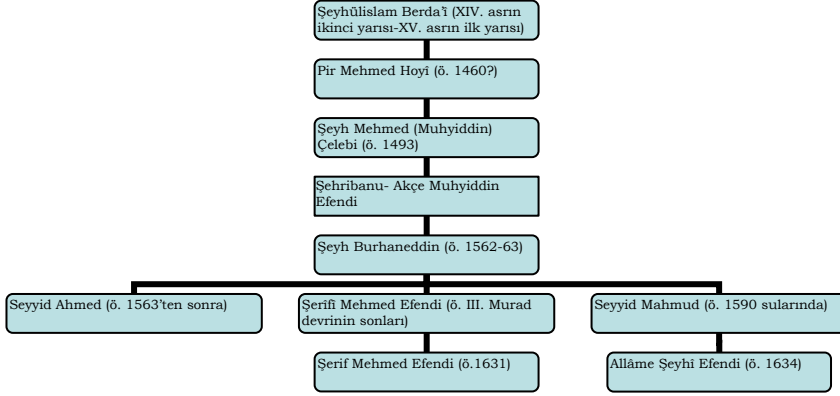 Şeyhülislam Berda'î (XIV. asrın
ikinci yarısı-XV. asrın ilk yarısı)
Pir Mehmed Hoyî (ö. 1460?)
Şeyh Mehmed (Muhyiddin)
Çelebi (ö. 1493)
Şehribanu- Akçe Muhyiddin
Efendi
Şeyh Burhaneddin (ö. 1562-63)
Seyyid Ahmed (ö. 1563'ten sonra)
Şerîfî Mehmed Efendi (ö. III. Murad
devrinin sonları)
Seyyid Mahmud (ö. 1590 sularında)
Şerif Mehmed Efendi (ö.1631)
Allâme Şeyhî Efendi (ö. 1634)